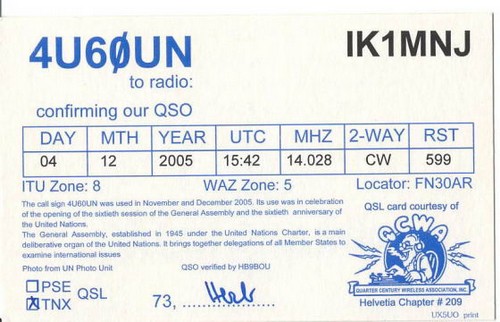 4U6ØUN IK1MNJ
to radio:
confirming our QSO
DAY MTH YEAR UTC MHZ 2-WAY RST
04 12 2005 15:42 14.028 CW 599
ITU Zone: 8 WAZ Zone: 5 Locator: FN30AR
The call sign 4U60UN was used in November and December 2005. Its use was in celebration
of the opening of the sixtieth session of the General Assembly and the sixtieth anniversary of
the United Nations.
The General Assembly, established in 1945 under the United Nations Charter, is a main
deliberative organ of the United Nations. It brings together delegations of all Member States to
examine international issues
Photo from UN Photo Unit QSO verified by HB9BOU
QSL card courtesy of
QCWA
QUARTER CENTURY WIRELESS ASSOCIATION, INC.
Helvetia Chapter # 209
PSE
TNX QSL 73, Herb
UX5UO print